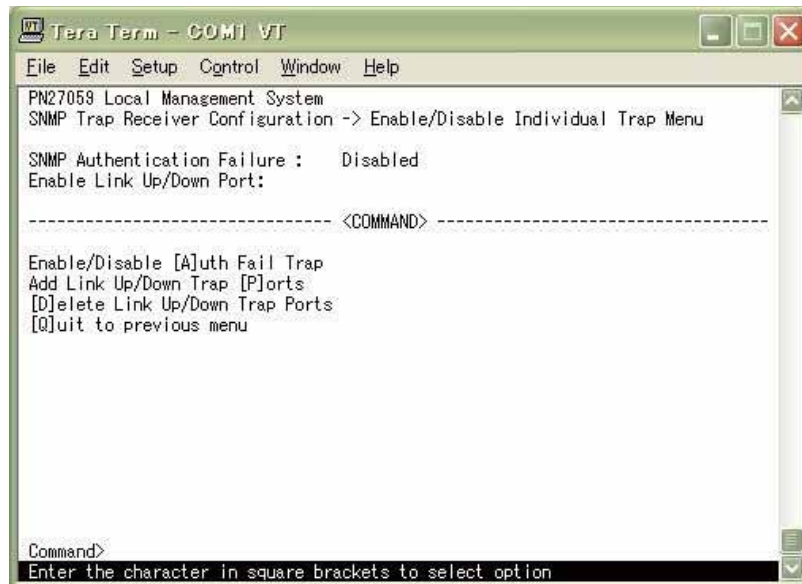 Tera Term - COM1 VT
File Edit Setup Control Window Help
PN27059 Local Management System
SNMP Trap Receiver Configuration -> Enable/Disable Individual Trap Menu
SNMP Authentication Failure : Disabled
Enable Link Up/Down Port:
-------------------------------- <COMMAND> --------------------------------
Enable/Disable [A]uth Fail Trap
Add Link Up/Down Trap [P]orts
[D]elete Link Up/Down Trap Ports
[Q]uit to previous menu
Command>
Enter the character in square brackets to select option